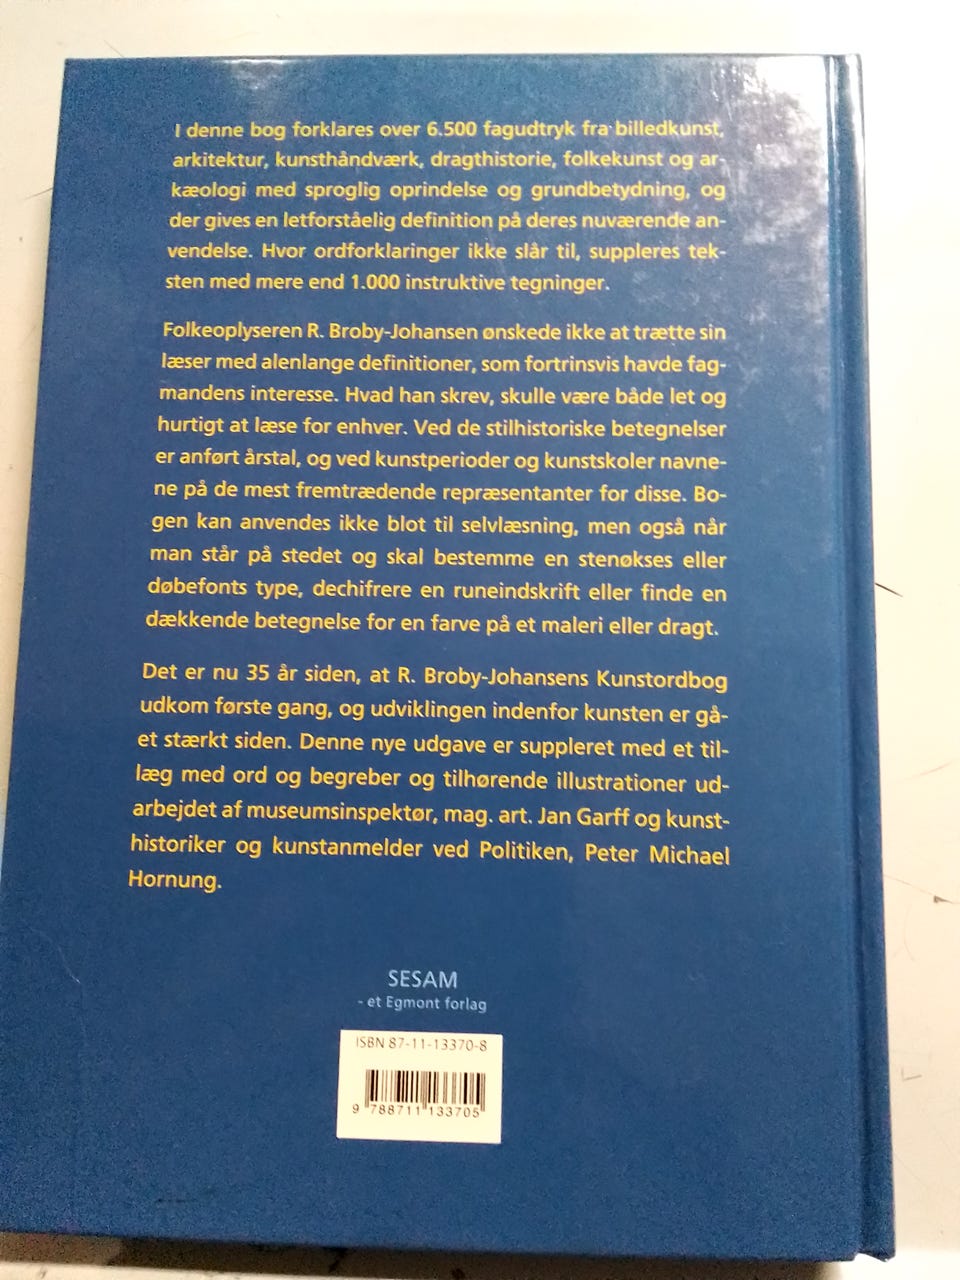 I denne bog forklares over 6.500 fagudtryk fra billedkunst,
arkitektur, kunsthåndværk, dragthistorie, folkekunst og ar-
kæologi med sproglig oprindelse og grundbetydning, og
der gives en letforståelig definition på deres nuværende an-
vendelse. Hvor ordforklaringer ikke slår til, suppleres tek-
sten med mere end 1.000 instruktive tegninger.
Folkeoplyseren R. Broby-Johansen ønskede ikke at trætte sin
læser med alenlange definitioner, som fortrinsvis havde fag-
mandens interesse. Hvad han skrev, skulle være både let og
hurtigt at læse for enhver. Ved de stilhistoriske betegnelser
er anført årstal, og ved kunstperioder og kunstskoler navne-
ne på de mest fremtrædende repræsentanter for disse. Bo-
gen kan anvendes ikke blot til selvlæsning, men også når
man står på stedet og skal bestemme en stenøkses eller
døbefonts type, dechifrere en runeindskrift eller finde en
dækkende betegnelse for en farve på et maleri eller dragt.
Det er nu 35 år siden, at R. Broby-Johansens Kunstordbog
udkom første gang, og udviklingen indenfor kunsten er gå-
et stærkt siden. Denne nye udgave er suppleret med et til-
læg med ord og begreber og tilhørende illustrationer ud-
arbejdet af museumsinspektør, mag. art. Jan Garff og kunst-
historiker og kunstanmelder ved Politiken, Peter Michael
Hornung.
SESAM
- et Egmont forlag
ISBN 87-11-13370-8
9 788711 133705